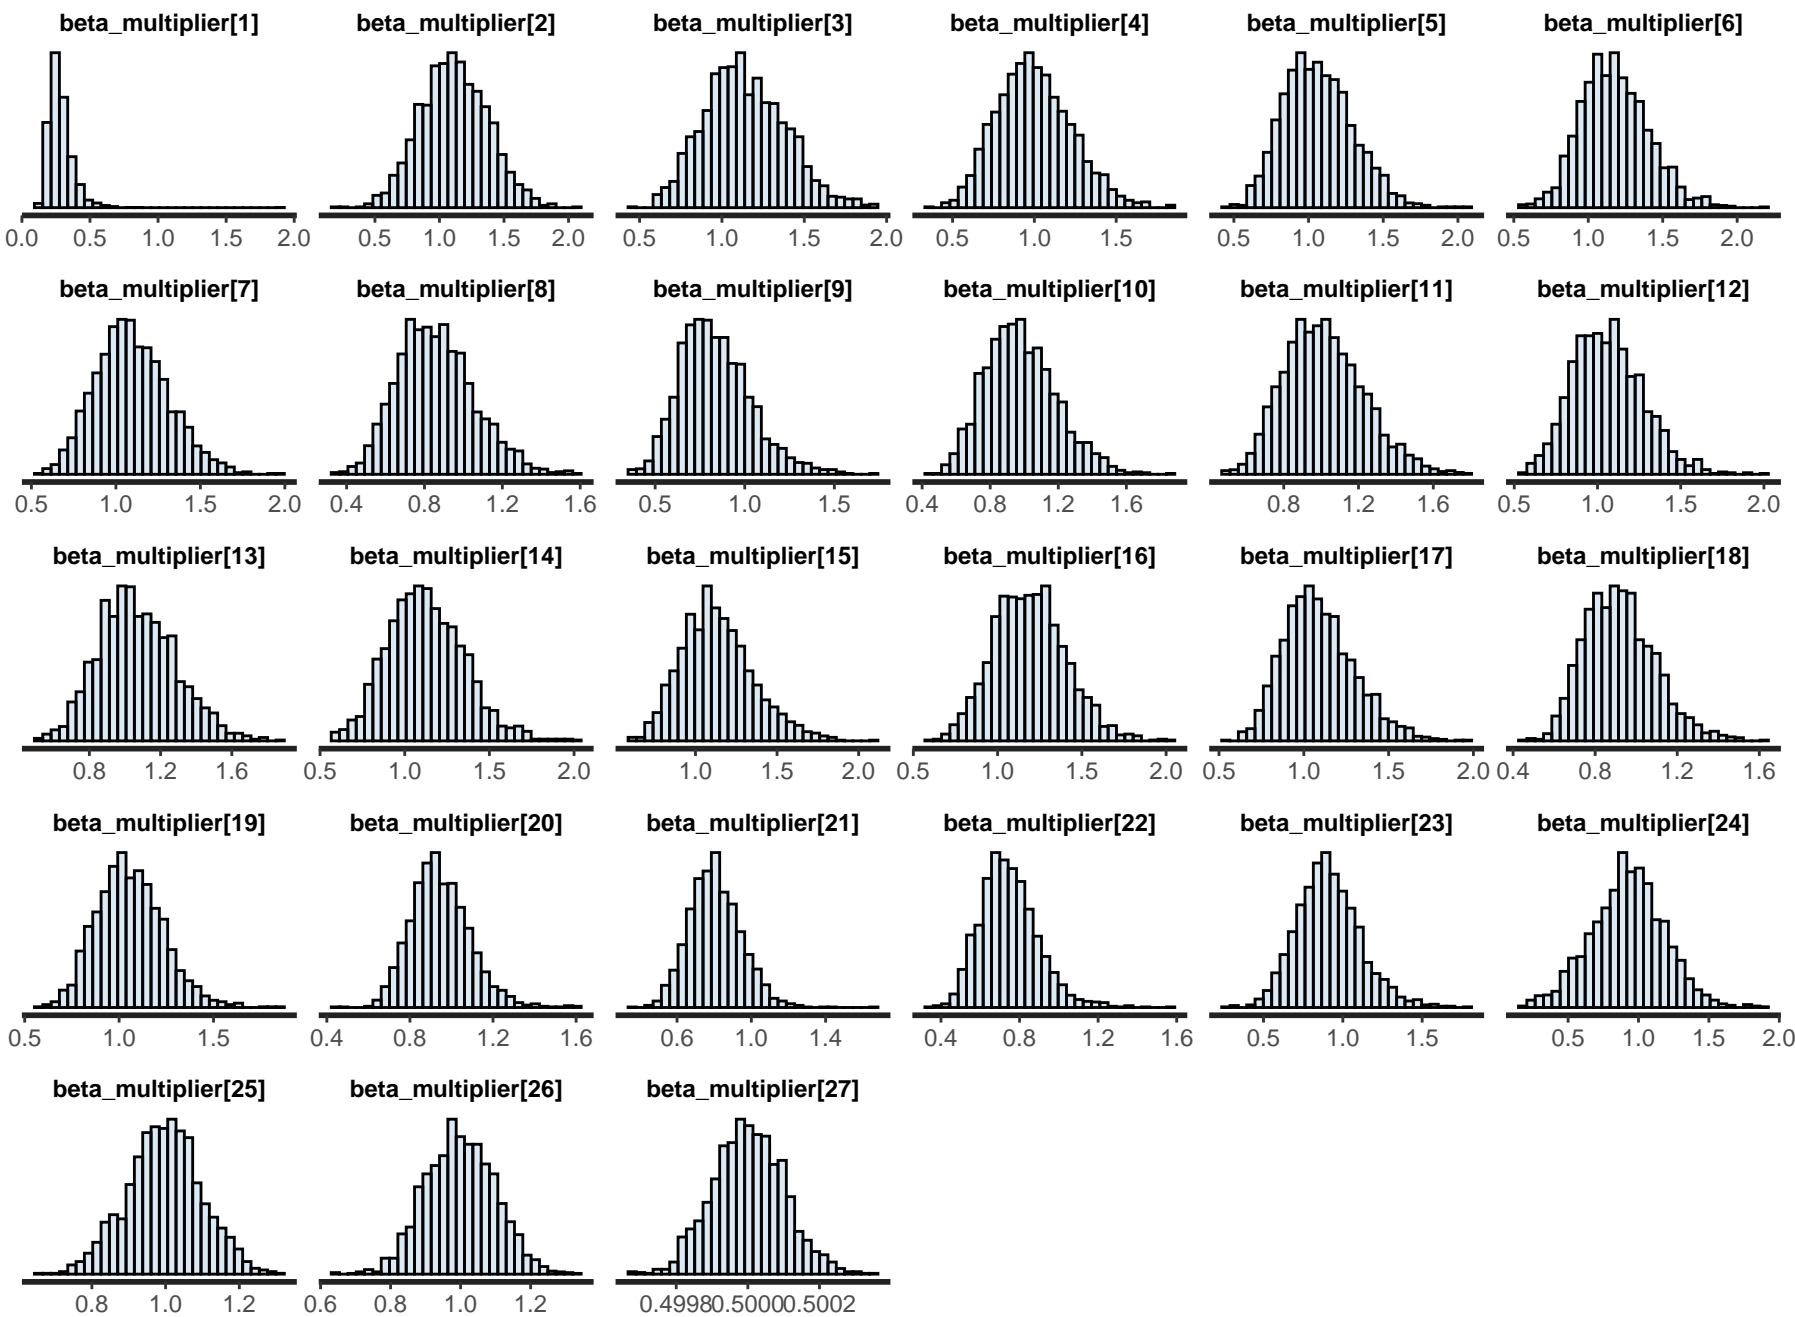 beta_multiplier[1] beta_multiplier[2] beta_multiplier[3] beta_multiplier[4] beta_multiplier[5] beta_multiplier[6]
0.0 0.5 1.0 1.5 2.0 0.5 1.0 1.5 2.0 0.5 1.0 1.5 2.0 0.5 1.0 1.5 0.5 1.0 1.5 2.0 0.5 1.0 1.5 2.0
beta_multiplier[7] beta_multiplier[8] beta_multiplier[9] beta_multiplier[10] beta_multiplier[11] beta_multiplier[12]
0.5 1.0 1.5 2.0 0.4 0.8 1.2 1.6 0.5 1.0 1.5 0.4 0.8 1.2 1.6 0.8 1.2 1.6 0.5 1.0 1.5 2.0
beta_multiplier[13] beta_multiplier[14] beta_multiplier[15] beta_multiplier[16] beta_multiplier[17] beta_multiplier[18]
0.8 1.2 1.6 0.5 1.0 1.5 2.0 1.0 1.5 2.0 0.5 1.0 1.5 2.0 0.5 1.0 1.5 2.0 0.4 0.8 1.2 1.6
beta_multiplier[19] beta_multiplier[20] beta_multiplier[21] beta_multiplier[22] beta_multiplier[23] beta_multiplier[24]
0.5 1.0 1.5 0.4 0.8 1.2 1.6 0.6 1.0 1.4 0.4 0.8 1.2 1.6 0.5 1.0 1.5 0.5 1.0 1.5 2.0
beta_multiplier[25] beta_multiplier[26] beta_multiplier[27]
0.8 1.0 1.2 0.6 0.8 1.0 1.2 0.4998 0.5000 0.5002